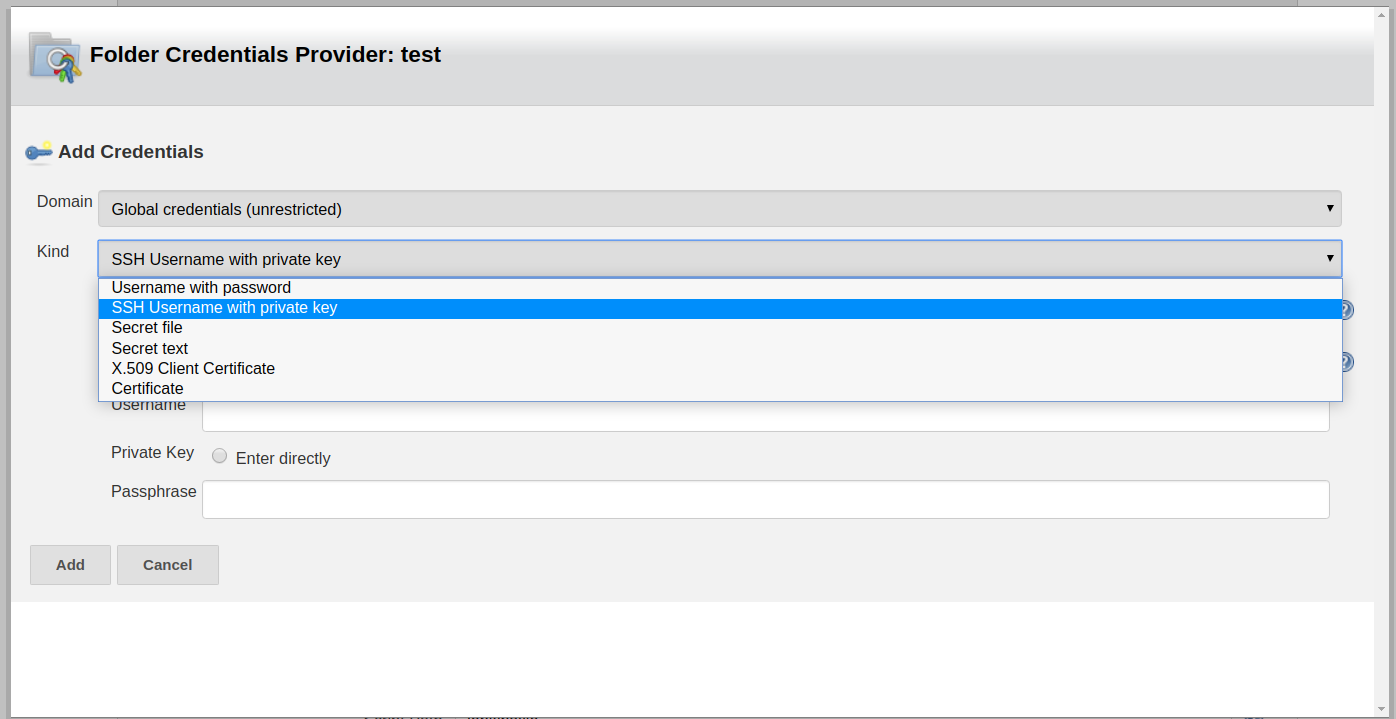 Folder Credentials Provider: test
Add Credentials
Domain
Global credentials (unrestricted)
Kind
SSH Username with private key
Username with password
SSH Username with private key
Secret file
Secret text
X.509 Client Certificate
Certificate
Username
Private Key
Enter directly
Passphrase
Add
Cancel